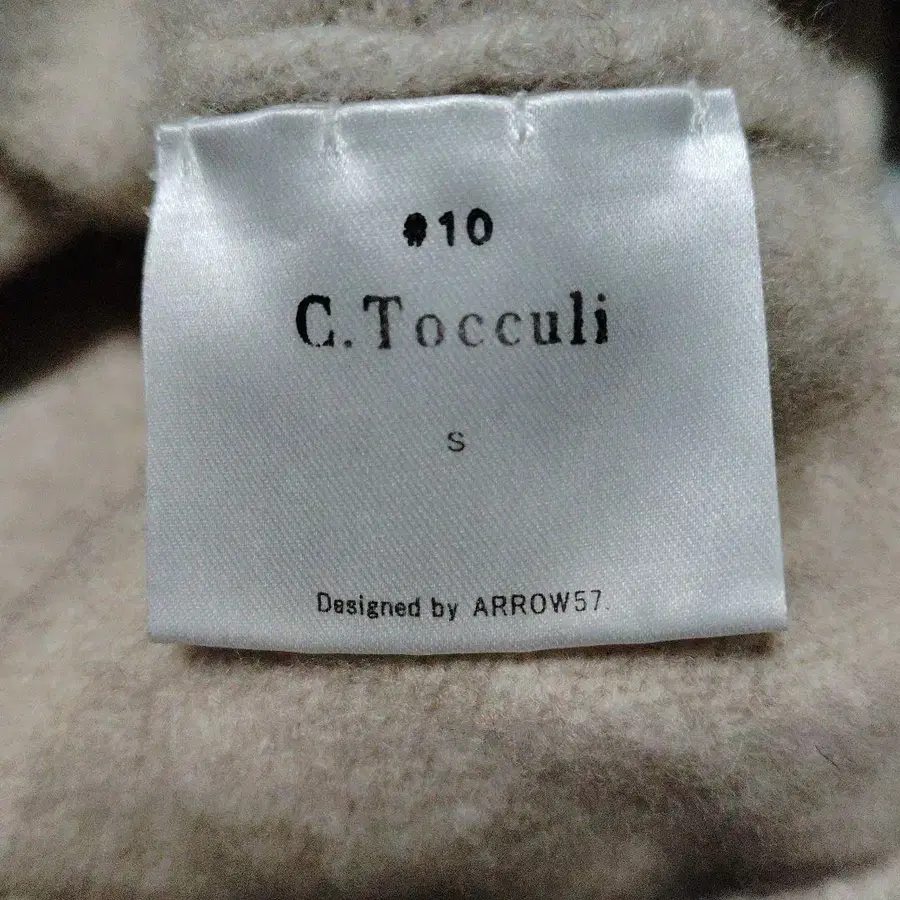 #10
C.Tocculi
S
Designed by ARROW57.